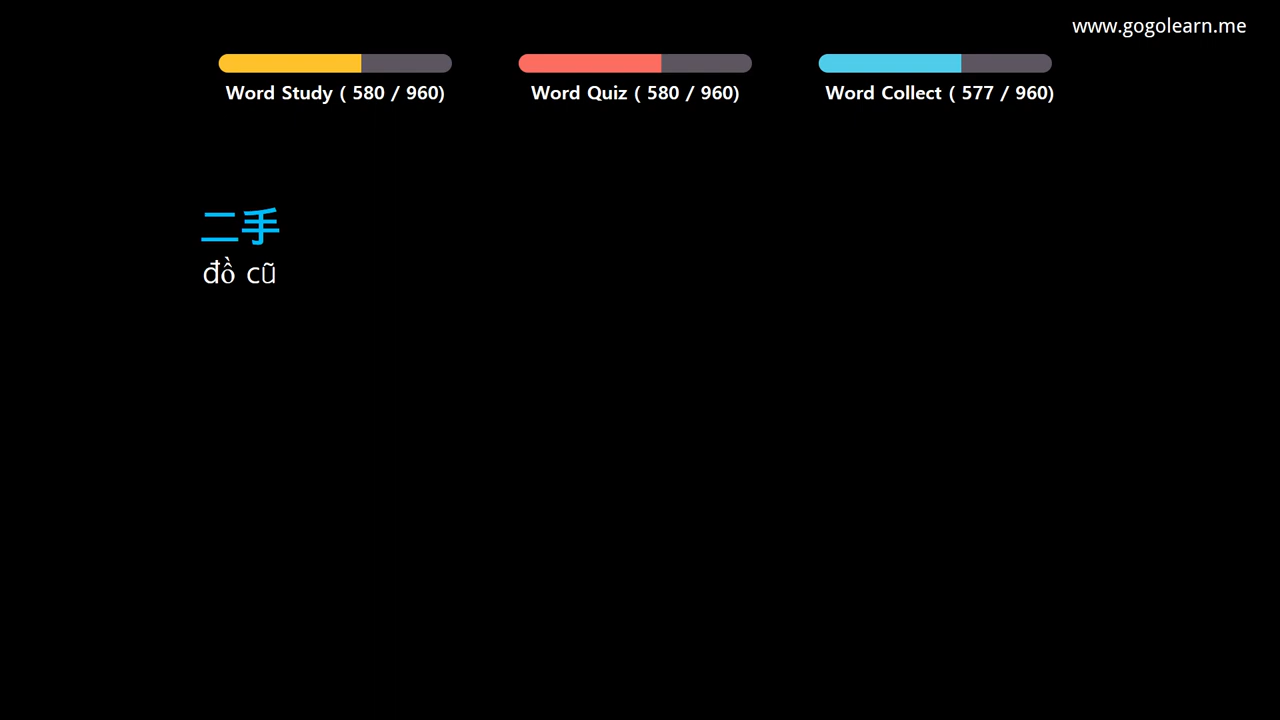 www.gogolearn.me
Word Study ( 580 / 960)
Word Quiz ( 580 / 960)
Word Collect ( 577 / 960)
二手
đồ cũ